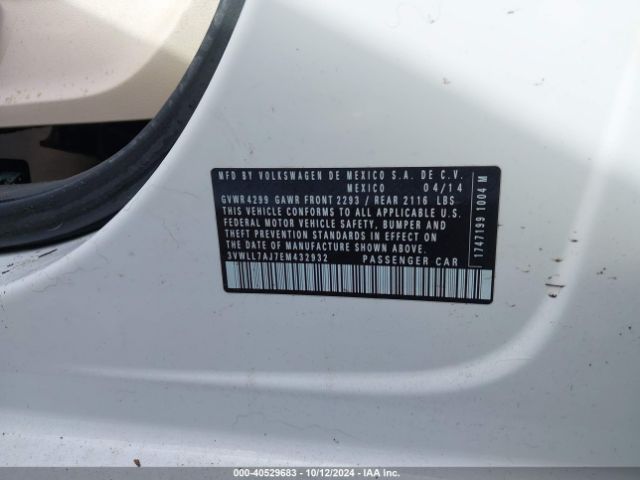 MFD BY VOLKSWAGEN DE MEXICO S.A. DE C.V.
MEXICO 04/14
GVWR4299 GAWR FRONT 2293 / REAR 2116 LBS
THIS VEHICLE CONFORMS TO ALL APPLICABLE U.S.
FEDERAL MOTOR VEHICLE SAFETY, BUMPER AND
THEFT PREVENTION STANDARDS IN EFFECT ON
THE DATE OF MANUFACTURE SHOWN ABOVE.
3VWLL7AJ7EM432932 PASSENGER CAR
1747199 1004 M
000-40529683 - 10/12/2024 - IAA Inc.